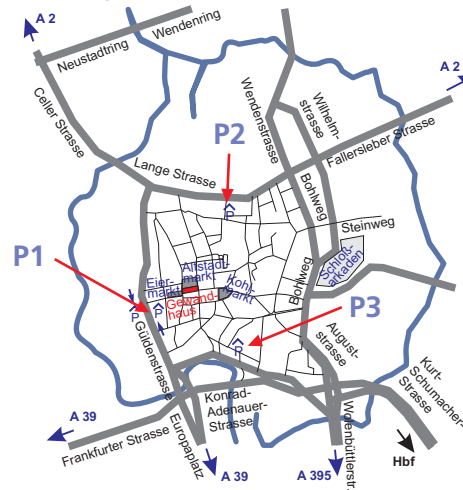 A 2
Neustadtring
Wendenring
A 2
Celler Strasse
Wendenstrasse
Wilhelm-
strasse
P2
Fallersleber Strasse
Lange Strasse
Bohlweg
P
Steinweg
Schloß-
arkaden
P1
Altstadt-
markt
Eier-
markt
Kohl-
markt
Gewand-
haus
Bohlweg
P
P
P3
Güldenstrasse
P
August-
strasse
Kurt-
Schumacher-
Strasse
Konrad-
Adenauer-
Strasse
A 39
Frankfurter Strasse
Europaplatz
Wolfenbüttlerstr.
Hbf
A 39
A 395